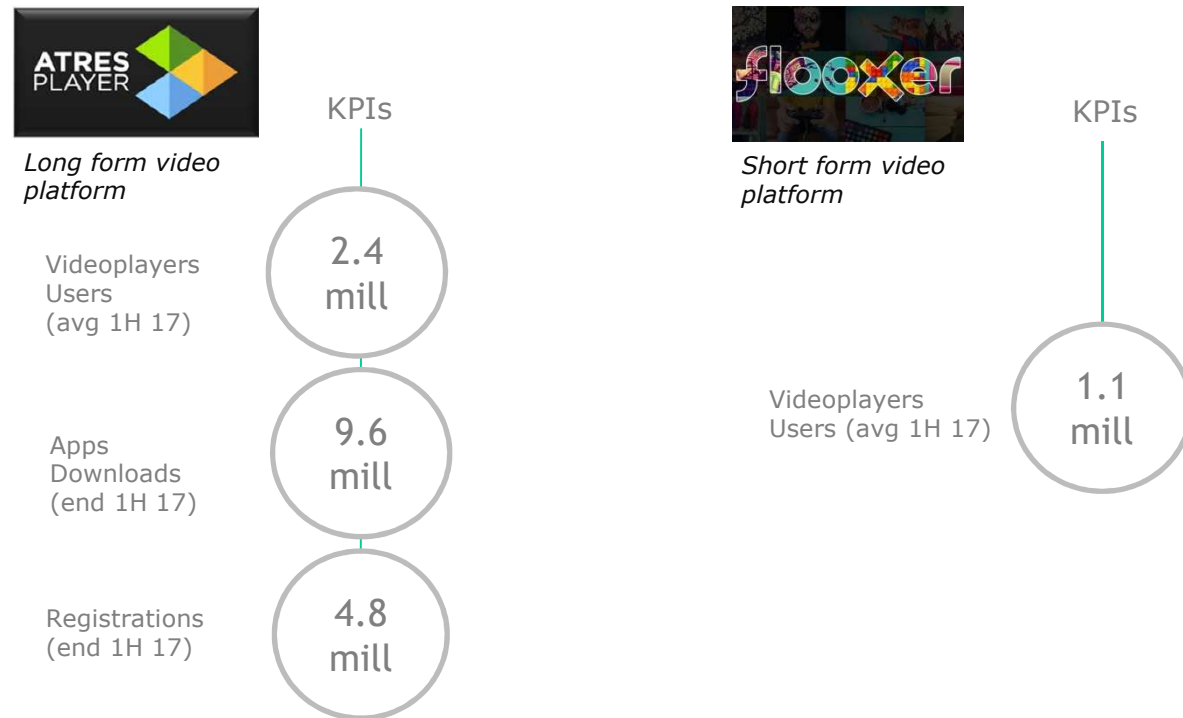 ATRES
PLAYER
KPIs
Long form video
platform
Videoplayers
Users
(avg 1H 17)
2.4
mill
Apps
Downloads
(end 1H 17)
9.6
mill
Registrations
(end 1H 17)
4.8
mill
flooxer
KPIs
Short form video
platform
Videoplayers
Users (avg 1H 17)
1.1
mill